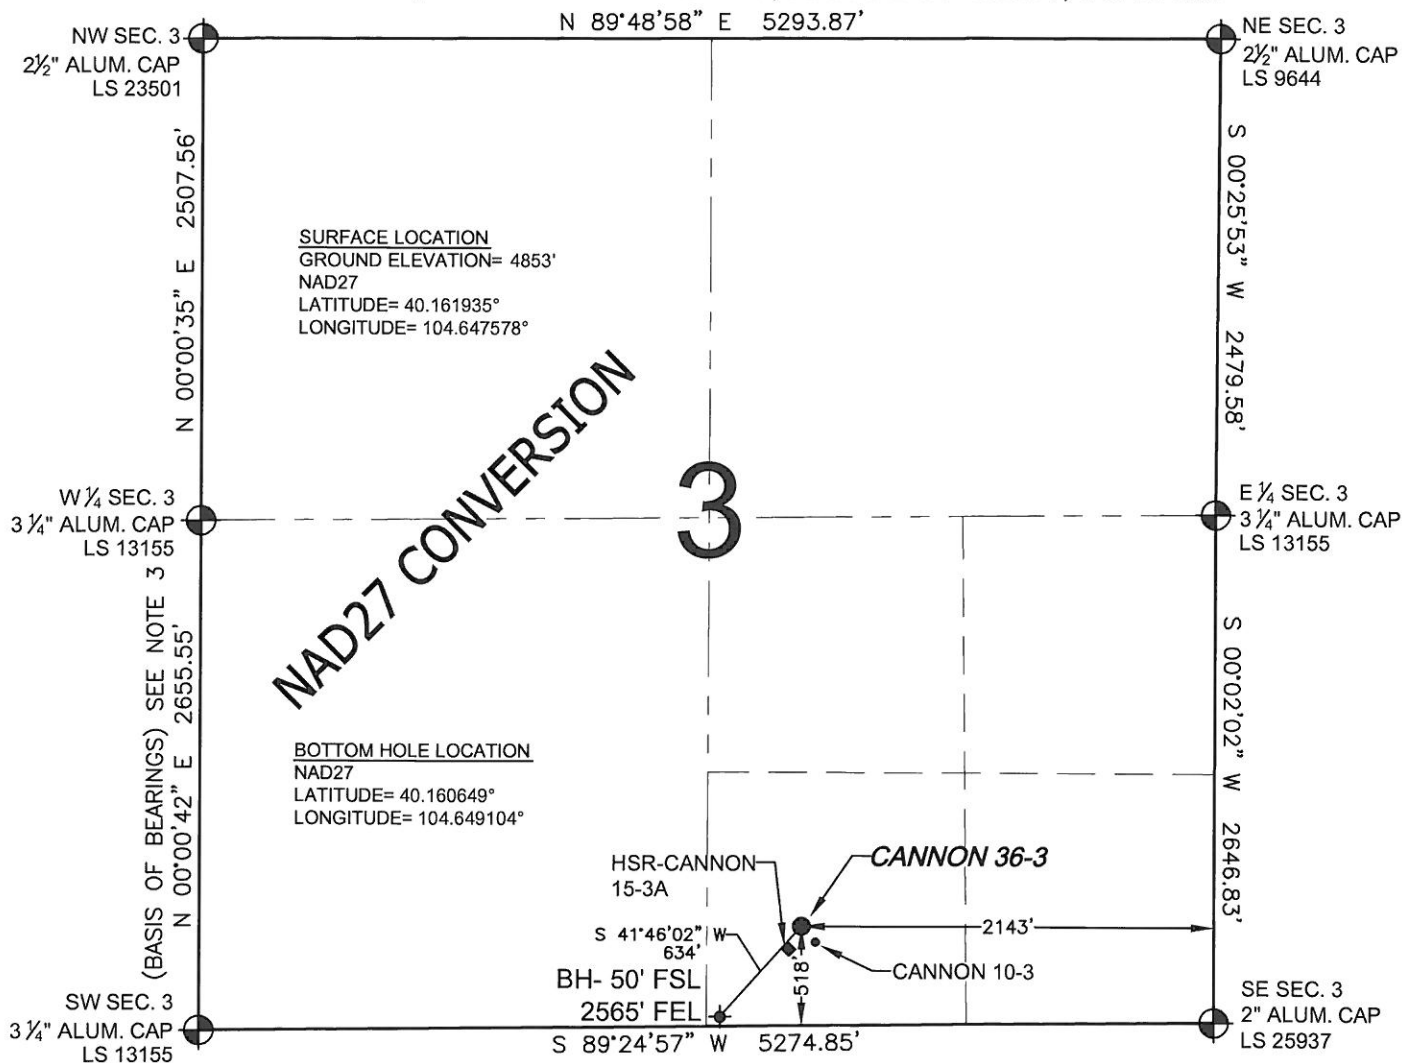 N 89°48'58" E 5293.87'
NW SEC. 3
2½" ALUM. CAP
LS 23501
NE SEC. 3
2½" ALUM. CAP
LS 9644
N 00°00'35" E 2507.56'
S 00°25'53" W 2479.58'
SURFACE LOCATION
GROUND ELEVATION= 4853'
NAD27
LATITUDE= 40.161935°
LONGITUDE= 104.647578°
NAD27 CONVERSION
3
W ¼ SEC. 3
3 ¼" ALUM. CAP
LS 13155
E ¼ SEC. 3
3 ¼" ALUM. CAP
LS 13155
(BASIS OF BEARINGS) SEE NOTE 3
N 00°00'42" E 2655.55'
S 00°02'02" W 2646.83'
BOTTOM HOLE LOCATION
NAD27
LATITUDE= 40.160649°
LONGITUDE= 104.649104°
HSR-CANNON
15-3A
CANNON 36-3
S 41°46'02" W
634'
2143'
518'
CANNON 10-3
BH- 50' FSL
2565' FEL
SW SEC. 3
3 ¼" ALUM. CAP
LS 13155
SE SEC. 3
2" ALUM. CAP
LS 25937
S 89°24'57" W 5274.85'